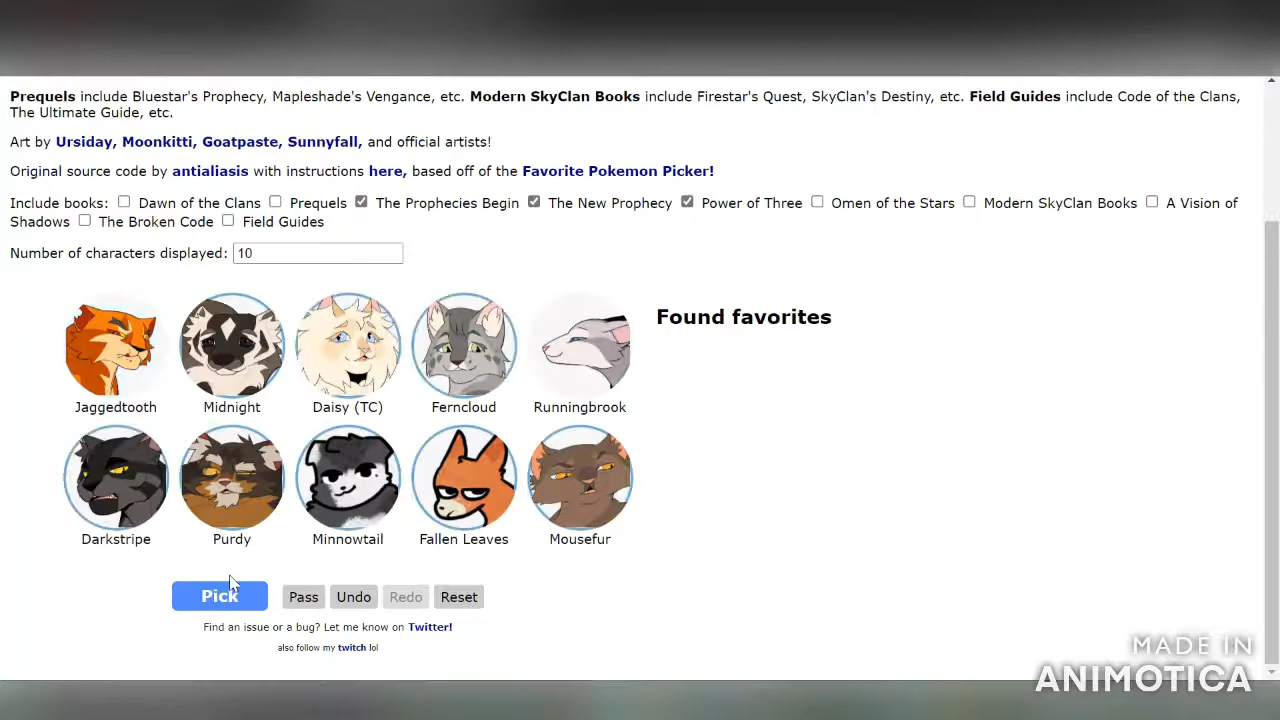 Prequels include Bluestar's Prophecy, Mapleshade's Vengance, etc. Modern SkyClan Books include Firestar's Quest, SkyClan's Destiny, etc. Field Guides include Code of the Clans,
The Ultimate Guide, etc.
Art by Ursiday, Moonkitti, Goatpaste, Sunnyfall, and official artists!
Original source code by antialiasis with instructions here, based off of the Favorite Pokemon Picker!
Include books: Dawn of the Clans Prequels The Prophecies Begin The New Prophecy Power of Three Omen of the Stars Modern SkyClan Books A Vision of
Shadows The Broken Code Field Guides
Number of characters displayed: 10
Found favorites
Jaggedtooth Midnight Daisy (TC) Ferncloud Runningbrook
Darkstripe Purdy Minnowtail Fallen Leaves Mousefur
Pick Pass Undo Redo Reset
Find an issue or a bug? Let me know on Twitter!
also follow my twitch lol
MADE IN
ANIMOTICA